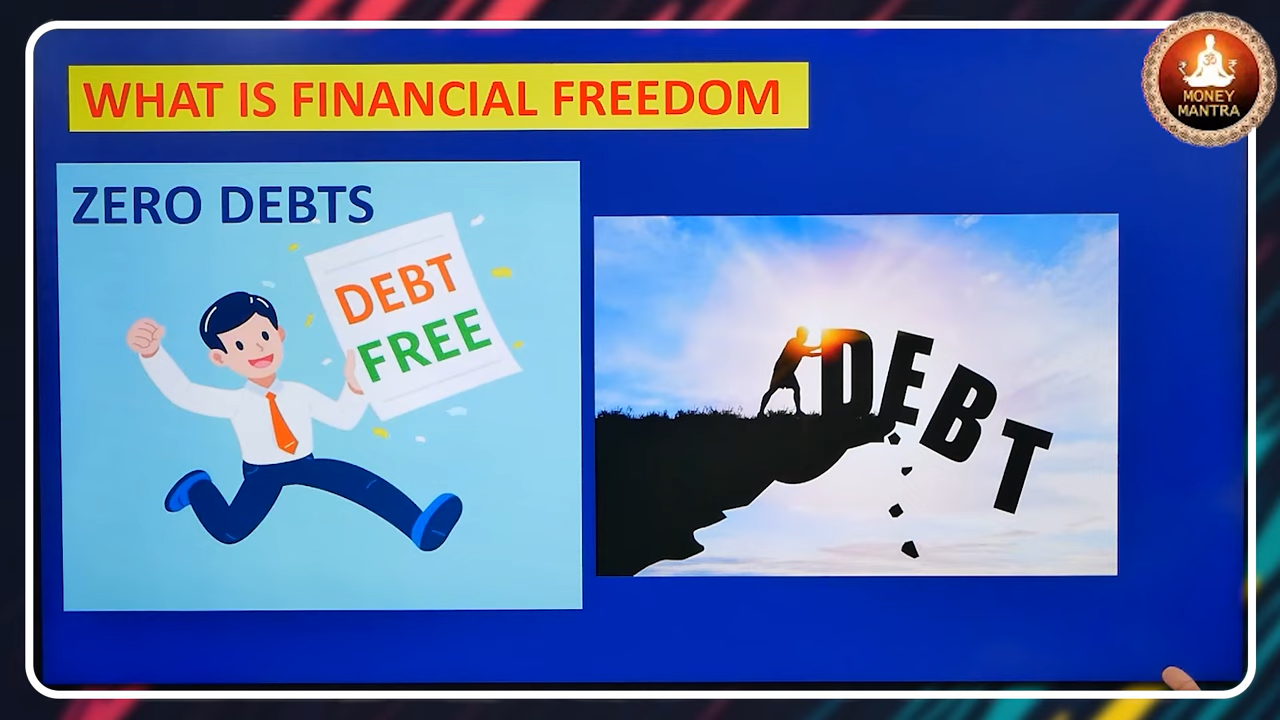 WHAT IS FINANCIAL FREEDOM
ZERO DEBTS
DEBT
FREE
DEBT
ॐ
₹ ₹
MONEY
MANTRA